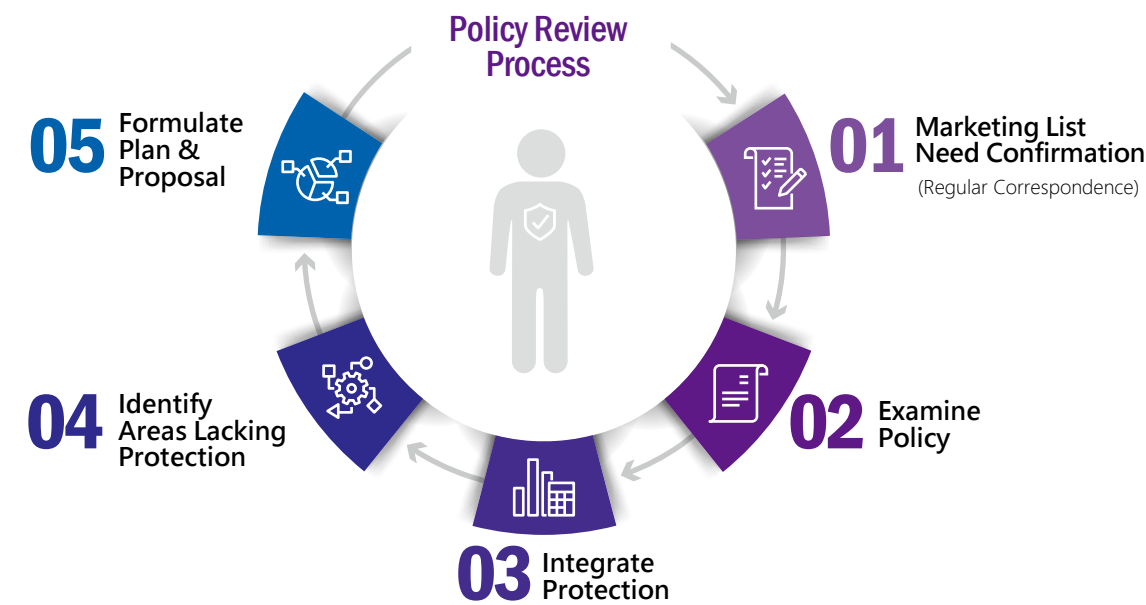 Policy Review
Process
01
Marketing List
Need Confirmation
(Regular Correspondence)
02
Examine
Policy
03
Integrate
Protection
04
Identify
Areas Lacking
Protection
05
Formulate
Plan &
Proposal